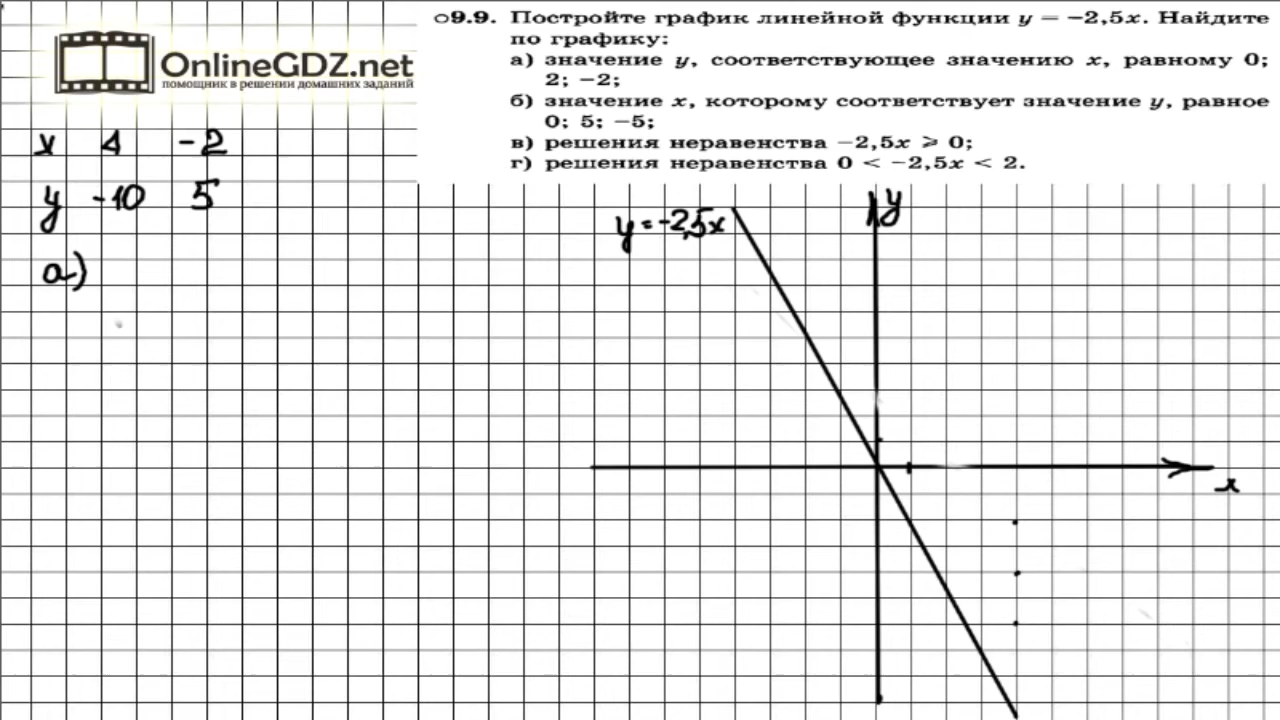 ○9.9. Постройте график линейной функции y = −2,5x. Найдите
по графику:
а) значение y, соответствующее значению x, равному 0;
2; −2;
б) значение x, которому соответствует значение y, равное
0; 5; −5;
в) решения неравенства −2,5x ⩾ 0;
г) решения неравенства 0 < −2,5x < 2.
OnlineGDZ.net
помощник в решении домашних заданий
x 4 -2
y -10 5
а)
y=-2,5x
y
x